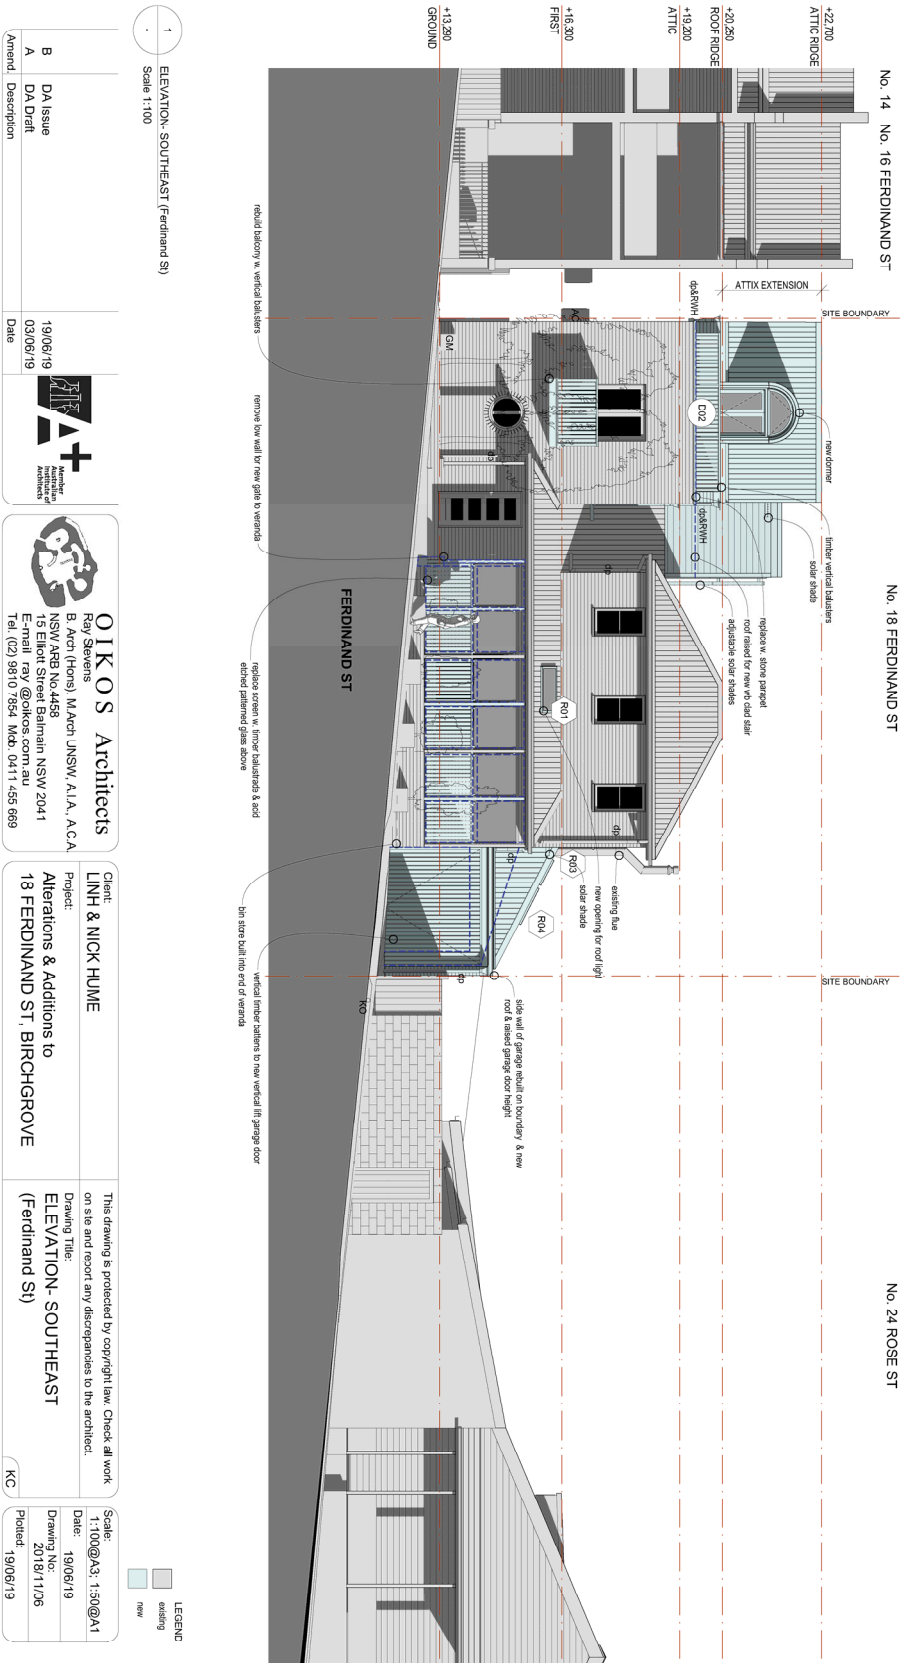 No. 14
No. 16 FERDINAND ST
No. 18 FERDINAND ST
No. 24 ROSE ST
+22,700
ATTIC RIDGE
+20,250
ROOF RIDGE
+19,200
ATTIC
+16,300
FIRST
+13,290
GROUND
ATTIX EXTENSION
SITE BOUNDARY
SITE BOUNDARY
dp&RWH
D02
new dormer
timber vertical balusters
solar shade
replace w. stone parapet
roof raised for new wb clad stair
adjustable solar shades
dp&RWH
AC
GM
dp
dp
dp
dp
dp
R01
R03
R04
existing flue
new opening for roof light
solar shade
side wall of garage rebuilt on boundary & new
roof & raised garage door height
KO
FERDINAND ST
rebuild balcony w. vertical balusters
remove low wall for new gate to veranda
replace screen w. timber balustrade & acid
etched patterned glass above
bin store built into end of veranda
vertical timber battens to new vertical lift garage door
1
-
ELEVATION- SOUTHEAST (Ferdinand St)
Scale 1:100
LEGEND
existing
new
B DA Issue 19/06/19
A DA Draft 03/06/19
Amend. Description Date
A+
Member
Australian
Institute of
Architects
OIKOS Architects
Ray Stevens
B. Arch (Hons). M.Arch UNSW, A.I.A., A.C.A.
NSW ARB No.4458
15 Elliott Street Balmain NSW 2041
E-mail ray @oikos.com.au
Tel. (02) 9810 7854 Mob. 0411 455 669
Client:
LINH & NICK HUME
Project:
Alterations & Additions to
18 FERDINAND ST, BIRCHGROVE
This drawing is protected by copyright law. Check all work
on site and report any discrepancies to the architect.
Drawing Title:
ELEVATION- SOUTHEAST
(Ferdinand St)
KC
Scale:
1:100@A3; 1:50@A1
Date: 19/06/19
Drawing No:
2018/11/06
Plotted: 19/06/19